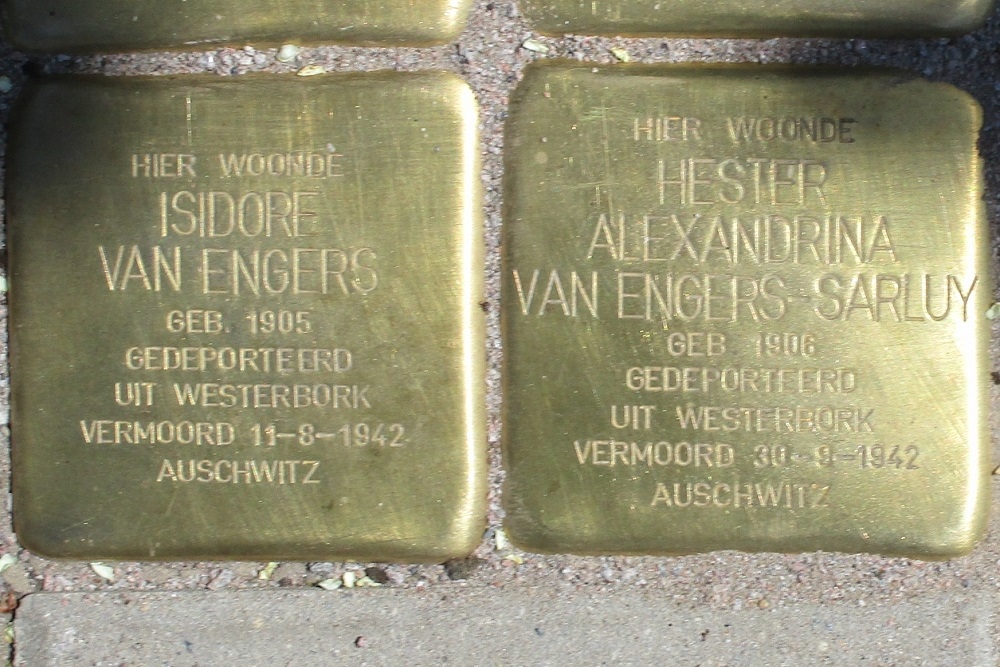 HIER WOONDE
ISIDORE
VAN ENGERS
GEB. 1905
GEDEPORTEERD
UIT WESTERBORK
VERMOORD 11-8-1942
AUSCHWITZ
HIER WOONDE
HESTER
ALEXANDRINA
VAN ENGERS-SARLUY
GEB 1906
GEDEPORTEERD
UIT WESTERBORK
VERMOORD 30-9-1942
AUSCHWITZ